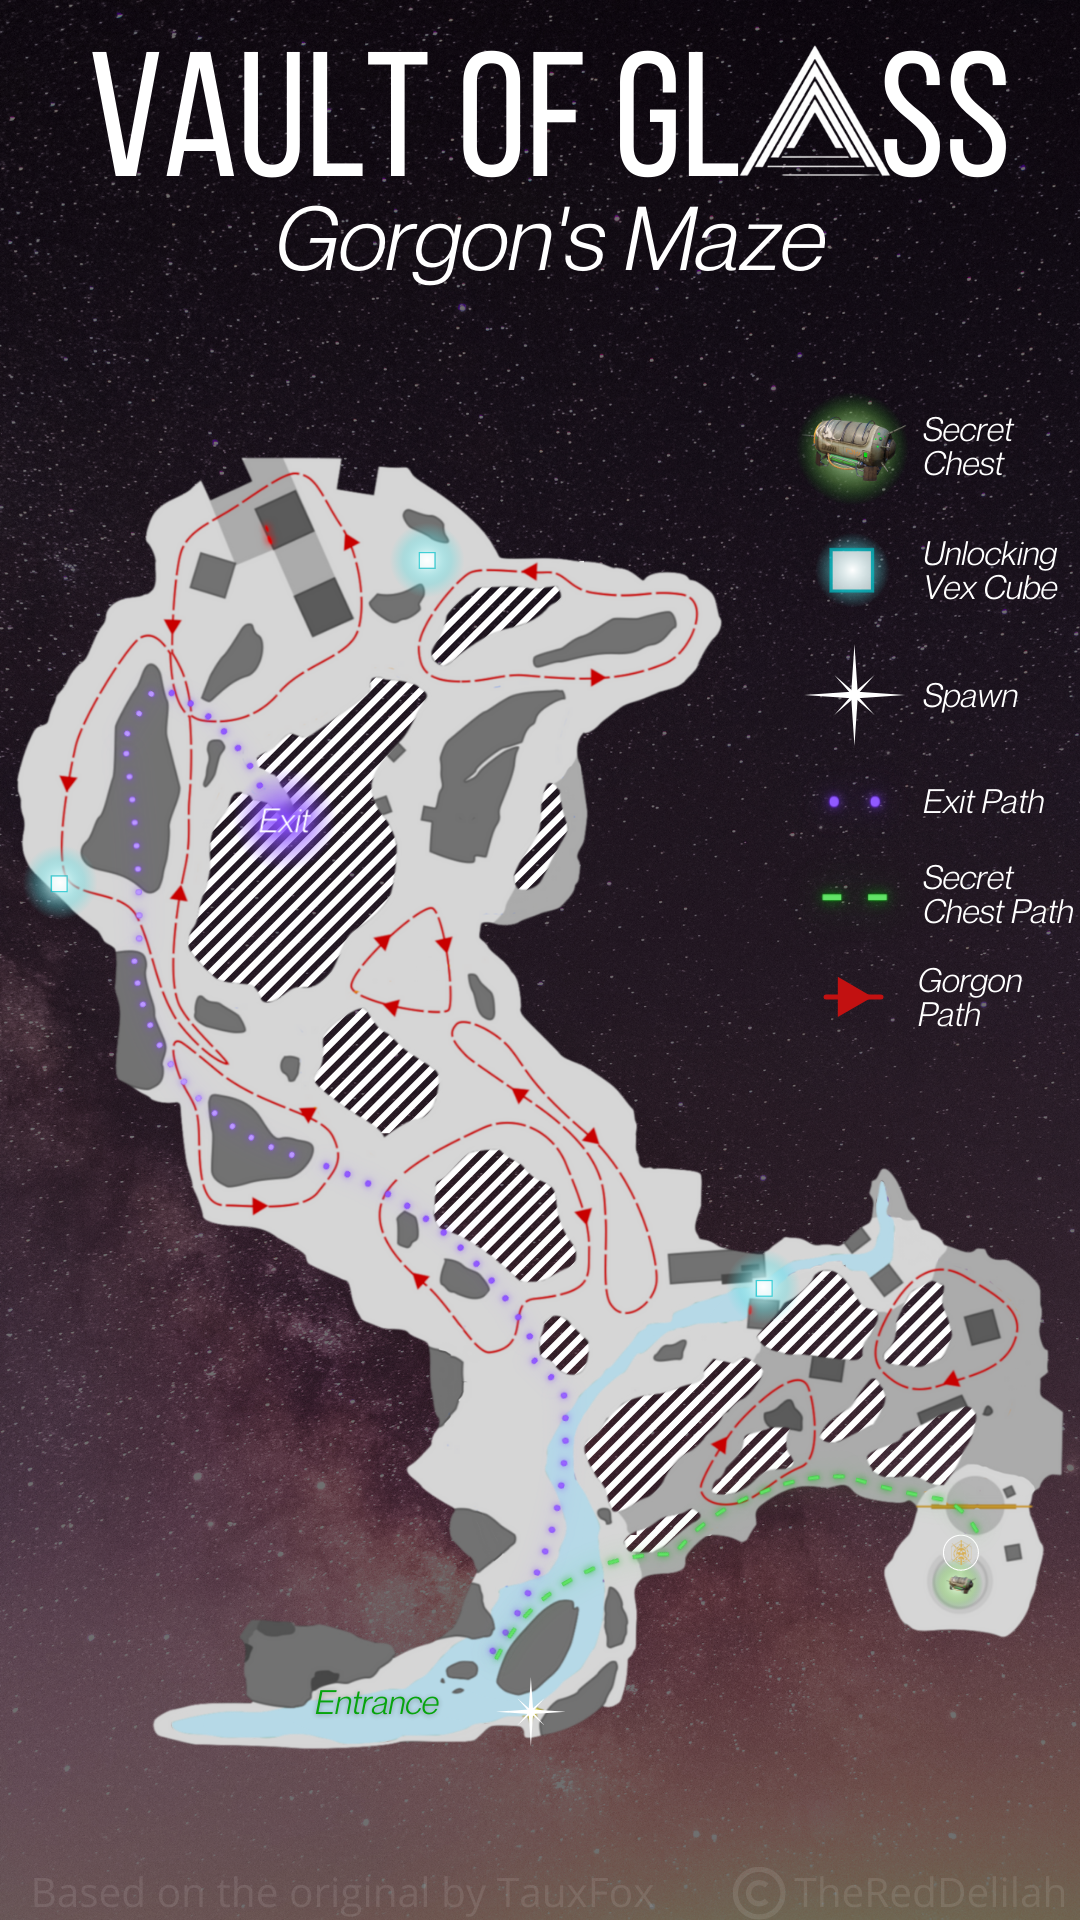 VAULT OF GLASS
Gorgon's Maze
Secret
Chest
Unlocking
Vex Cube
Spawn
Exit Path
Secret
Chest Path
Gorgon
Path
Exit
Entrance
Based on the original by TauxFox
© TheRedDelilah